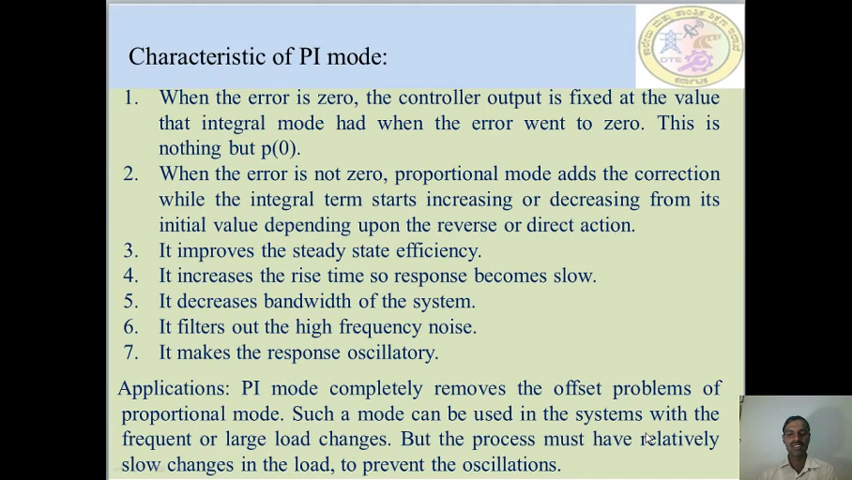 Characteristic of PI mode:
1. When the error is zero, the controller output is fixed at the value
that integral mode had when the error went to zero. This is
nothing but p(0).
2. When the error is not zero, proportional mode adds the correction
while the integral term starts increasing or decreasing from its
initial value depending upon the reverse or direct action.
3. It improves the steady state efficiency.
4. It increases the rise time so response becomes slow.
5. It decreases bandwidth of the system.
6. It filters out the high frequency noise.
7. It makes the response oscillatory.
Applications: PI mode completely removes the offset problems of
proportional mode. Such a mode can be used in the systems with the
frequent or large load changes. But the process must have relatively
slow changes in the load, to prevent the oscillations.
DTE